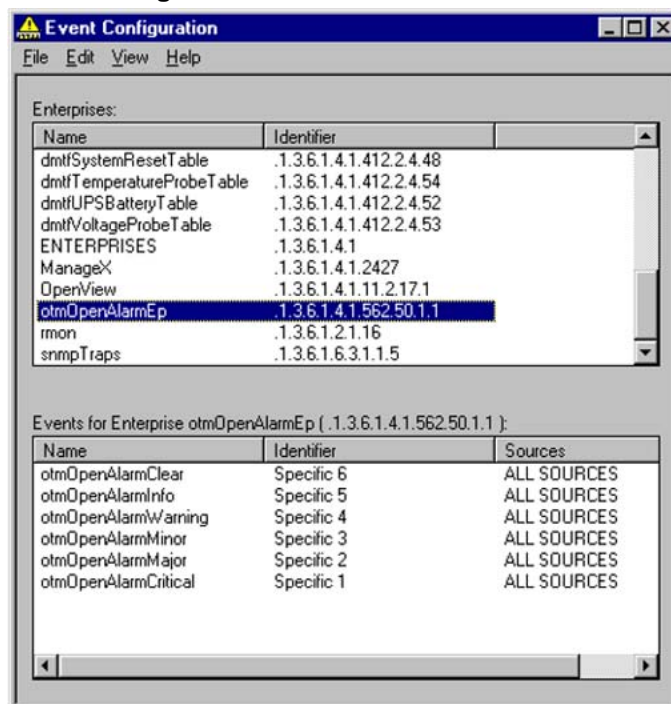 Event Configuration
File Edit View Help
Enterprises:
Name Identifier
dmtfSystemResetTable .1.3.6.1.4.1.412.2.4.48
dmtfTemperatureProbeTable .1.3.6.1.4.1.412.2.4.54
dmtfUPSBatteryTable .1.3.6.1.4.1.412.2.4.52
dmtfVoltageProbeTable .1.3.6.1.4.1.412.2.4.53
ENTERPRISES .1.3.6.1.4.1
ManageX .1.3.6.1.4.1.2427
OpenView .1.3.6.1.4.1.11.2.17.1
otmOpenAlarmEp .1.3.6.1.4.1.562.50.1.1
rmon .1.3.6.1.2.1.16
snmpTraps .1.3.6.1.6.3.1.1.5
Events for Enterprise otmOpenAlarmEp ( .1.3.6.1.4.1.562.50.1.1 ):
Name Identifier Sources
otmOpenAlarmClear Specific 6 ALL SOURCES
otmOpenAlarmInfo Specific 5 ALL SOURCES
otmOpenAlarmWarning Specific 4 ALL SOURCES
otmOpenAlarmMinor Specific 3 ALL SOURCES
otmOpenAlarmMajor Specific 2 ALL SOURCES
otmOpenAlarmCritical Specific 1 ALL SOURCES